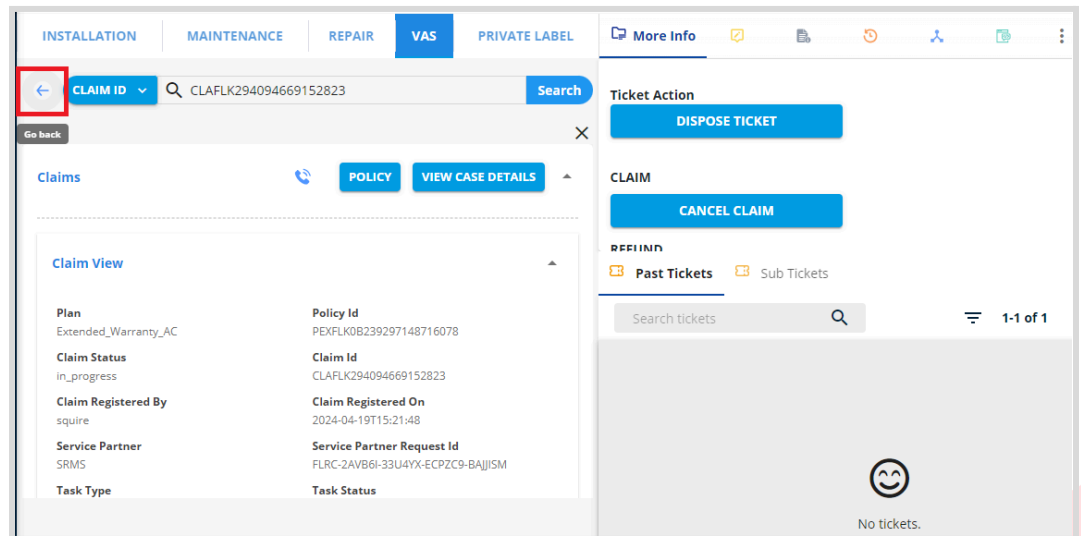 INSTALLATION MAINTENANCE REPAIR VAS PRIVATE LABEL
CLAIM ID CLAFLK294094669152823 Search
Go back
Claims POLICY VIEW CASE DETAILS
Claim View
Plan Policy Id
Extended_Warranty_AC PEXFLK0B239297148716078
Claim Status Claim Id
in_progress CLAFLK294094669152823
Claim Registered By Claim Registered On
squire 2024-04-19T15:21:48
Service Partner Service Partner Request Id
SRMS FLRC-2AVB6I-33U4YX-ECPZC9-BAJJISM
Task Type Task Status
More Info
Ticket Action
DISPOSE TICKET
CLAIM
CANCEL CLAIM
REFUND
Past Tickets Sub Tickets
Search tickets 1-1 of 1
No tickets.